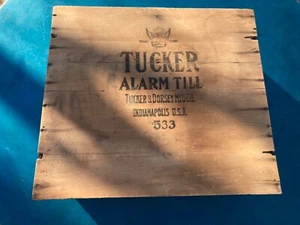 TUCKER
ALARM TILL
TUCKER & DORSEY MFG. CO.
INDIANAPOLIS U.S.A.
533